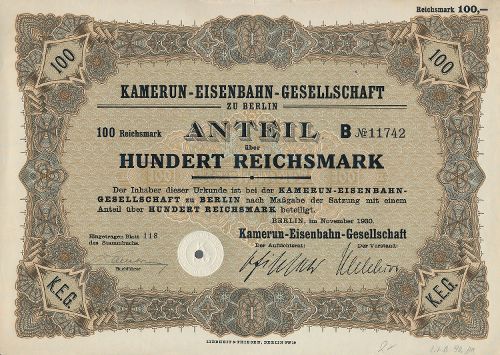 Reichsmark 100,—
100
100
KAMERUN-EISENBAHN-GESELLSCHAFT
ZU BERLIN
100 Reichsmark ANTEIL B № 11742
über
HUNDERT REICHSMARK
Der Inhaber dieser Urkunde ist bei der KAMERUN-EISENBAHN-
GESELLSCHAFT zu BERLIN nach Maßgabe der Satzung mit einem
Anteil über HUNDERT REICHSMARK beteiligt.
BERLIN, im November 1930.
Eingetragen Blatt 118
des Stammbuchs.
Kamerun-Eisenbahn-Gesellschaft
Der Aufsichtsrat: Der Vorstand:
Buchführer
K.E.G.
K.E.G.